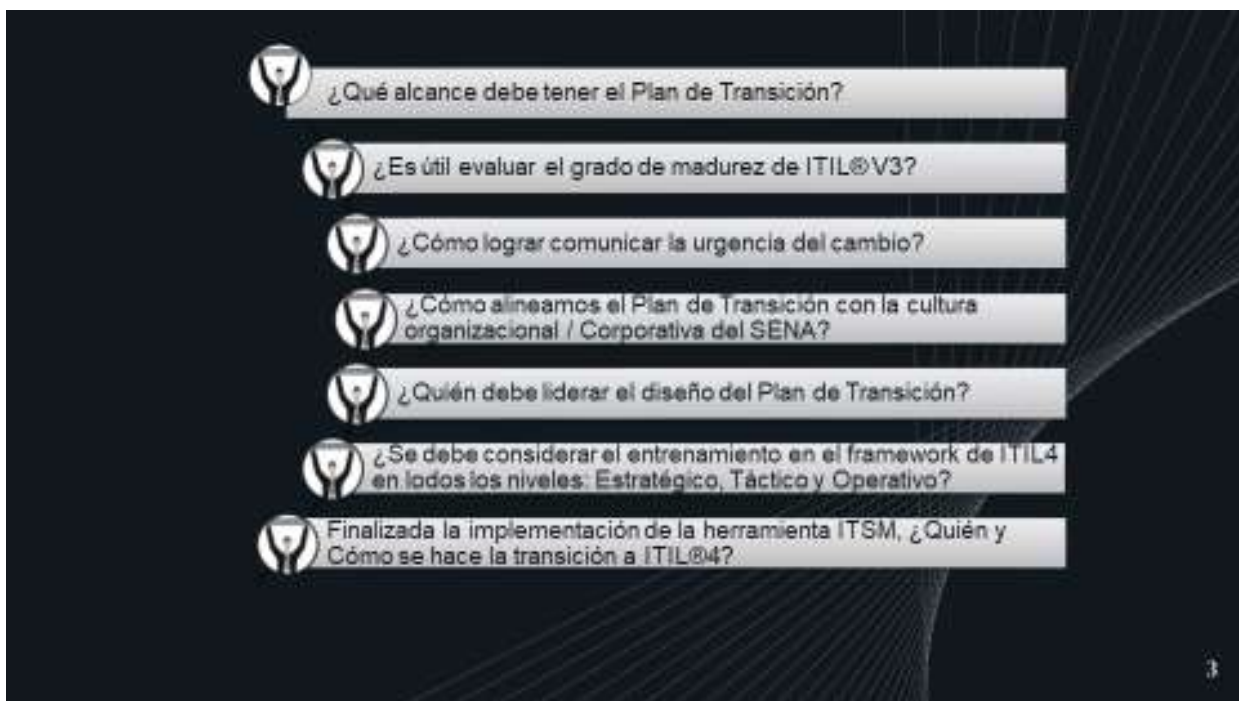 ¿Qué alcance debe tener el Plan de Transición?
¿Es útil evaluar el grado de madurez de ITIL® V3?
¿Cómo lograr comunicar la urgencia del cambio?
¿Cómo alineamos el Plan de Transición con la cultura
organizacional / Corporativa del SENA?
¿Quién debe liderar el diseño del Plan de Transición?
¿Se debe considerar el entrenamiento en el framework de ITIL4
en todos los niveles: Estratégico, Táctico y Operativo?
Finalizada la implementación de la herramienta ITSM, ¿Quién y
Cómo se hace la transición a ITIL®4?
3